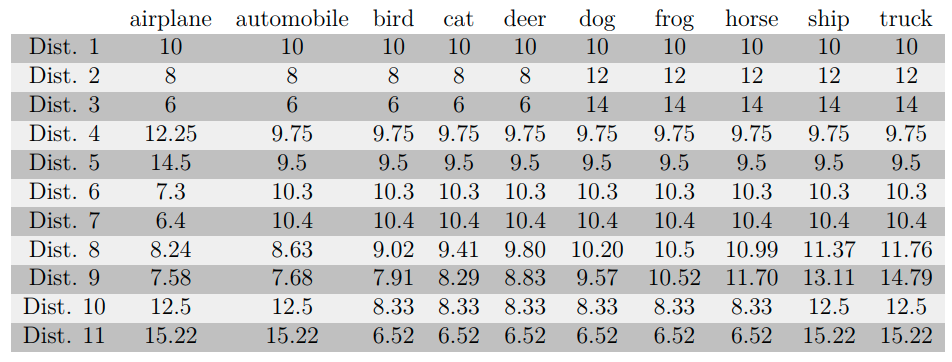 airplane automobile bird cat deer dog frog horse ship truck
Dist. 1 10 10 10 10 10 10 10 10 10 10
Dist. 2 8 8 8 8 8 12 12 12 12 12
Dist. 3 6 6 6 6 6 14 14 14 14 14
Dist. 4 12.25 9.75 9.75 9.75 9.75 9.75 9.75 9.75 9.75 9.75
Dist. 5 14.5 9.5 9.5 9.5 9.5 9.5 9.5 9.5 9.5 9.5
Dist. 6 7.3 10.3 10.3 10.3 10.3 10.3 10.3 10.3 10.3 10.3
Dist. 7 6.4 10.4 10.4 10.4 10.4 10.4 10.4 10.4 10.4 10.4
Dist. 8 8.24 8.63 9.02 9.41 9.80 10.20 10.5 10.99 11.37 11.76
Dist. 9 7.58 7.68 7.91 8.29 8.83 9.57 10.52 11.70 13.11 14.79
Dist. 10 12.5 12.5 8.33 8.33 8.33 8.33 8.33 8.33 12.5 12.5
Dist. 11 15.22 15.22 6.52 6.52 6.52 6.52 6.52 6.52 15.22 15.22